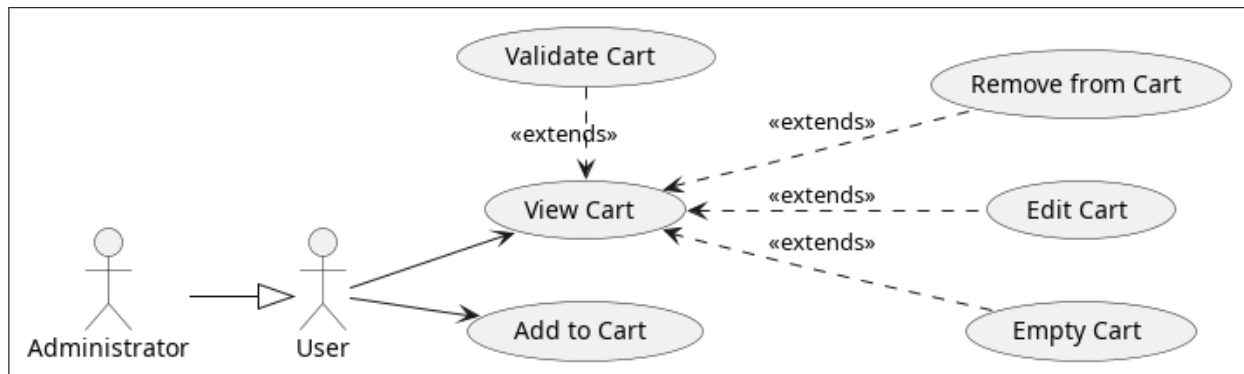 Validate Cart
Remove from Cart
«extends»
«extends»
«extends»
View Cart
Edit Cart
«extends»
Add to Cart
Empty Cart
Administrator
User